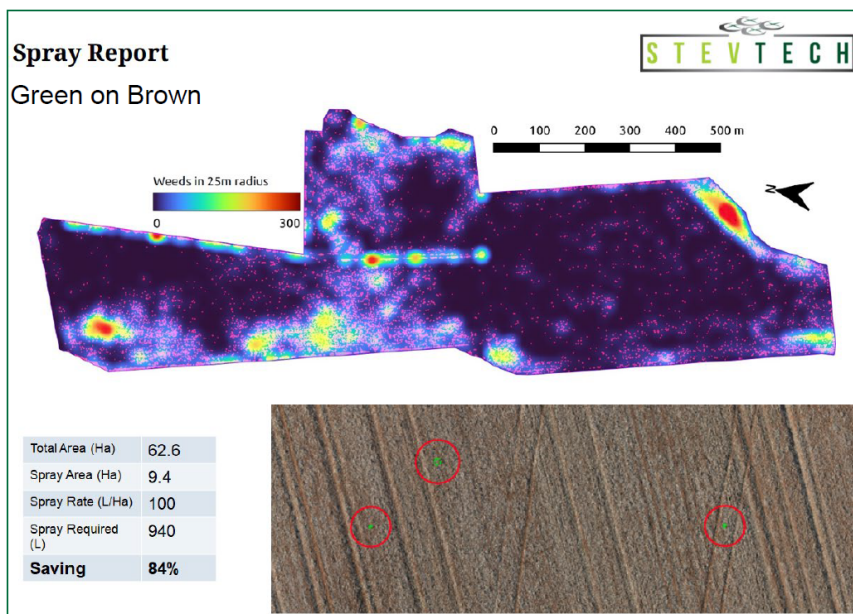 Spray Report
STEVTECH
Green on Brown
0 100 200 300 400 500 m
Weeds in 25m radius
0 300
N
Total Area (Ha) 62.6
Spray Area (Ha) 9.4
Spray Rate (L/Ha) 100
Spray Required
(L) 940
Saving 84%